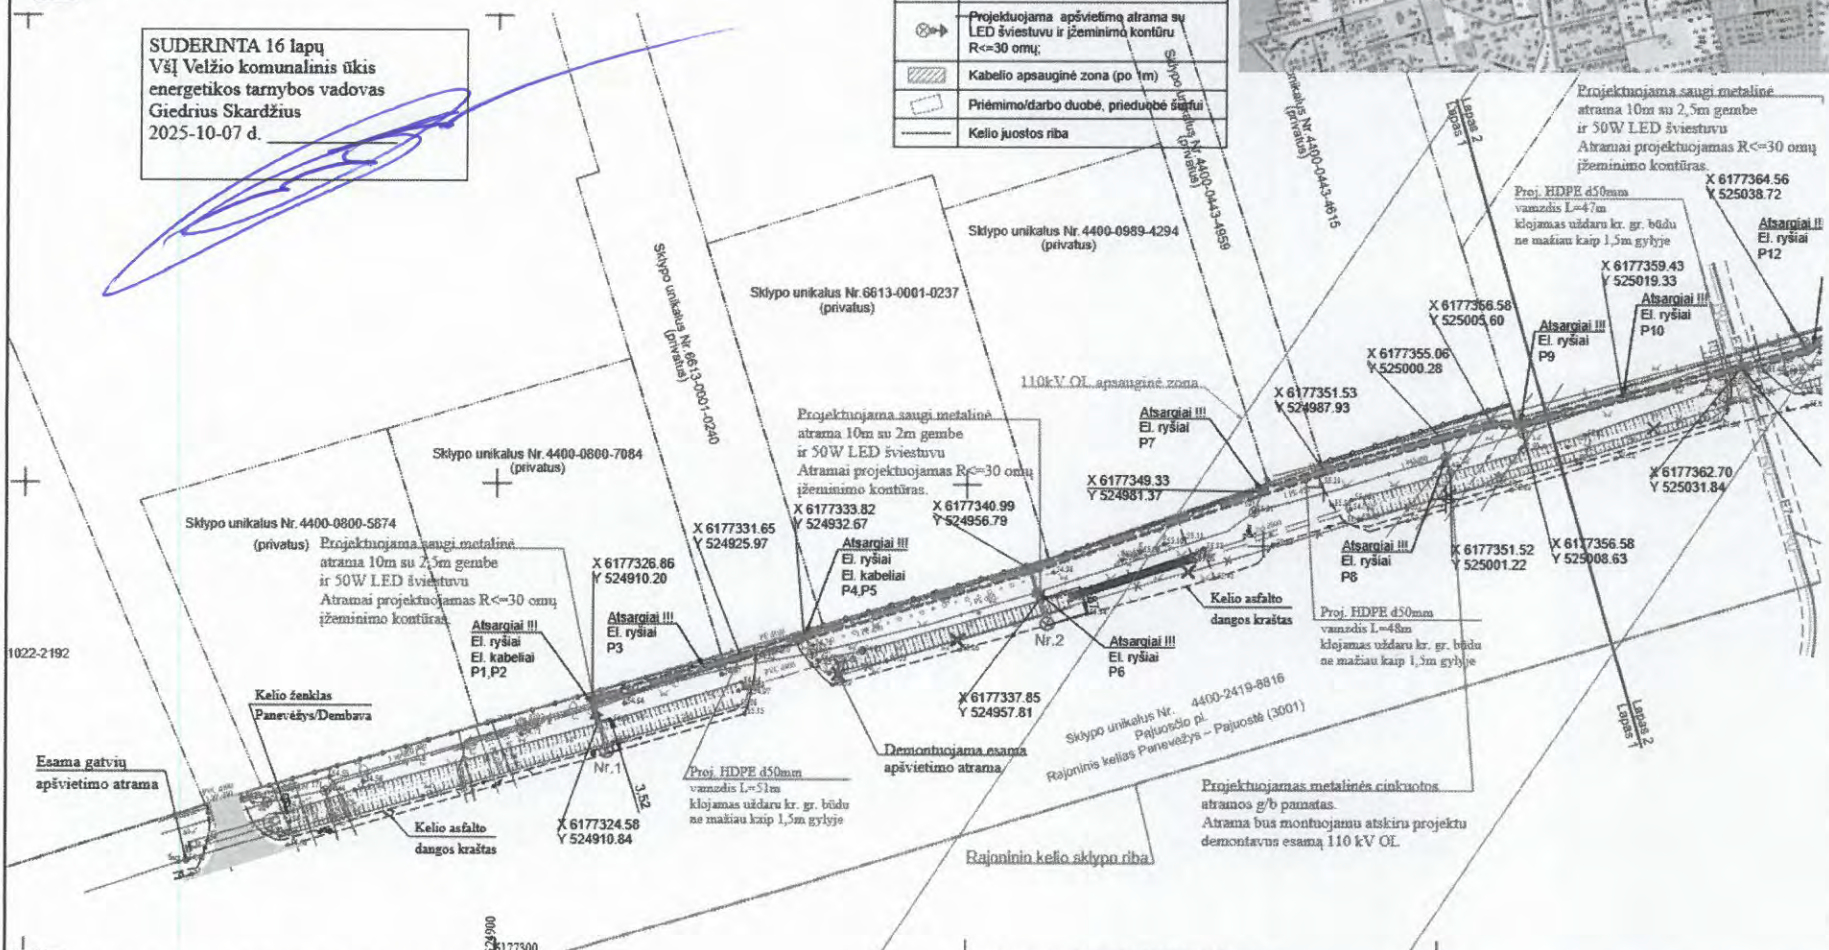 SUDERINTA 16 lapų
VšĮ Velžio komunalinis ūkis
energetikos tarnybos vadovas
Giedrius Skardžius
2025-10-07 d.
Projektuojama apšvietimo atrama su
LED šviestuvu ir įžeminimo kontūru
R<=30 omų;
Kabelio apsauginė zona (po 1m)
Priėmimo/darbo duobė, prieduobė šurfui
Kelio juostos riba
Sklypo unikalus Nr.4400-0443-4959
(privatus)
unikalus Nr.4400-0443-4615
(privatus)
Lapas 2
Lapas 1
Projektuojama saugi metalinė
atrama 10m su 2,5m gembe
ir 50W LED šviestuvu
Atramai projektuojamas R<=30 omų
įžeminimo kontūras.
Proj. HDPE d50mm
vamzdis L=47m
klojamas uždaru kr. gr. būdu
ne mažiau kaip 1,5m gylyje
X 6177364.56
Y 525038.72
Atsargiai !!
El. ryšiai
P12
X 6177359.43
Y 525019.33
Atsargiai !!!
El. ryšiai
P10
Sklypo unikalus Nr.4400-0989-4294
(privatus)
Sklypo unikalus Nr.6613-0001-0240
(privatus)
Sklypo unikalus Nr.6613-0001-0237
(privatus)
X 6177356.58
Y 525005.60
Atsargiai !!!
El. ryšiai
P9
X 6177355.06
Y 525000.28
110kV OL apsauginė zona
X 6177351.53
Y 524987.93
Atsargiai !!!
El. ryšiai
P7
Projektuojama saugi metalinė
atrama 10m su 2m gembe
ir 50W LED šviestuvu
Atramai projektuojamas R<=30 omų
įžeminimo kontūras.
Sklypo unikalus Nr.4400-0800-7084
(privatus)
X 6177349.33
Y 524981.37
X 6177362.70
Y 525031.84
X 6177340.99
Y 524956.79
X 6177333.82
Y 524932.67
X 6177331.65
Y 524925.97
Sklypo unikalus Nr.4400-0800-5874
(privatus)
Projektuojama saugi metalinė
atrama 10m su 2,5m gembe
ir 50W LED šviestuvu
Atramai projektuojamas R<=30 omų
įžeminimo kontūras.
X 6177326.86
Y 524910.20
Atsargiai !!!
El. ryšiai
El. kabeliai
P4,P5
Atsargiai !!!
El. ryšiai
P8
X 6177351.52
Y 525001.22
X 6177356.58
Y 525008.63
Atsargiai !!!
El. ryšiai
P3
Atsargiai !!!
El. ryšiai
El. kabeliai
P1,P2
Kelio asfalto
dangos kraštas
Proj. HDPE d50mm
vamzdis L=48m
klojamas uždaru kr. gr. būdu
ne mažiau kaip 1,5m gylyje
Nr.2
Atsargiai !!!
El. ryšiai
P6
1022-2192
Kelio ženklas
Panevėžys/Dembava
X 6177337.85
Y 524957.81
Sklypo unikalus Nr. 4400-2419-8816
Pajuosčio pl.
Rajoninis kelias Panevėžys – Pajuostė (3001)
Lapas 2
Lapas 1
Esama gatvių
apšvietimo atrama
Nr.1
3.52
Demontuojama esama
apšvietimo atrama
Proj. HDPE d50mm
vamzdis L=51m
klojamas uždaru kr. gr. būdu
ne mažiau kaip 1,5m gylyje
Kelio asfalto
dangos kraštas
X 6177324.58
Y 524910.84
Projektuojamas metalinės cinkuotos
atramos g/b pamatas.
Atrama bus montuojamu atskiru projektu
demontavus esamą 110 kV OL
Rajoninio kelio sklypo riba
6177300